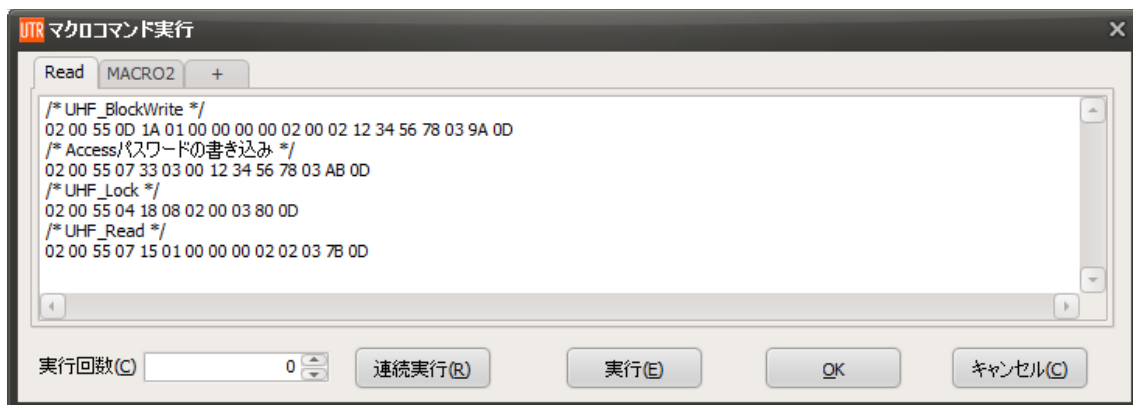 UTR マクロコマンド実行
Read MACRO2 +
/* UHF_BlockWrite */
02 00 55 0D 1A 01 00 00 00 00 02 00 02 12 34 56 78 03 9A 0D
/* Accessパスワードの書き込み */
02 00 55 07 33 03 00 12 34 56 78 03 AB 0D
/* UHF_Lock */
02 00 55 04 18 08 02 00 03 80 0D
/* UHF_Read */
02 00 55 07 15 01 00 00 00 02 02 03 7B 0D
実行回数(C) 0 連続実行(R) 実行(E) OK キャンセル(C)